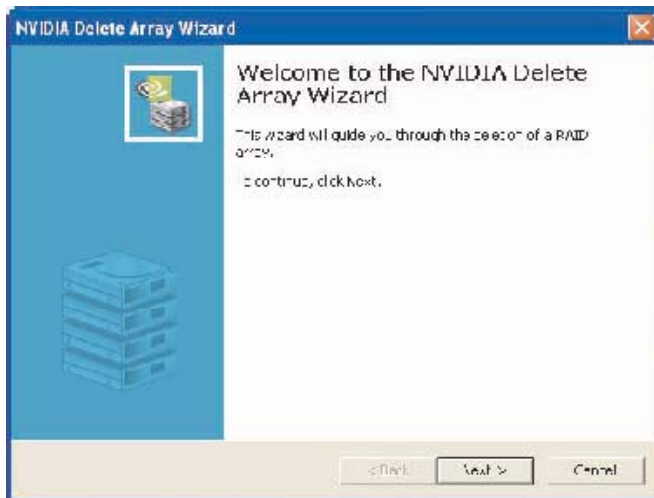 NVIDIA Delete Array Wizard
Welcome to the NVIDIA Delete
Array Wizard
This wizard will guide you through the deletion of a RAID
array.
To continue, click Next.
< Back
Next >
Cancel